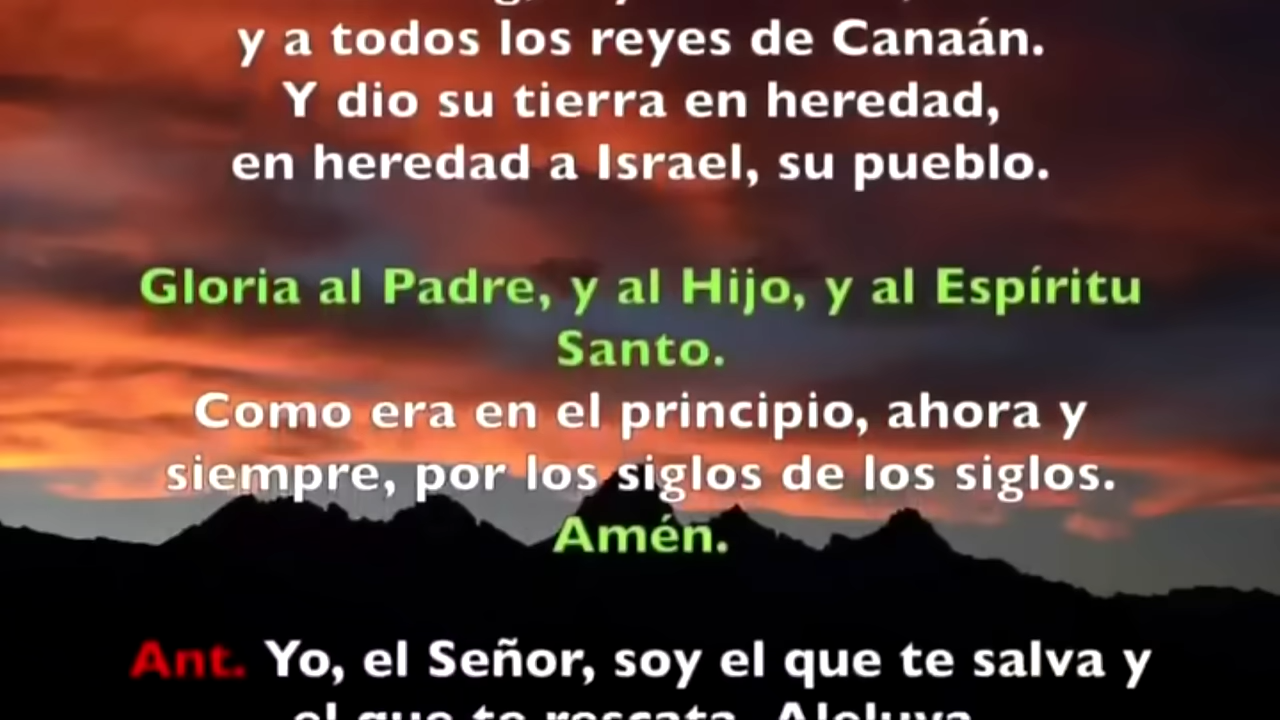 y a todos los reyes de Canaán.
Y dio su tierra en heredad,
en heredad a Israel, su pueblo.
Gloria al Padre, y al Hijo, y al Espíritu
Santo.
Como era en el principio, ahora y
siempre, por los siglos de los siglos.
Amén.
Ant. Yo, el Señor, soy el que te salva y
el que te rescata. Aleluya.